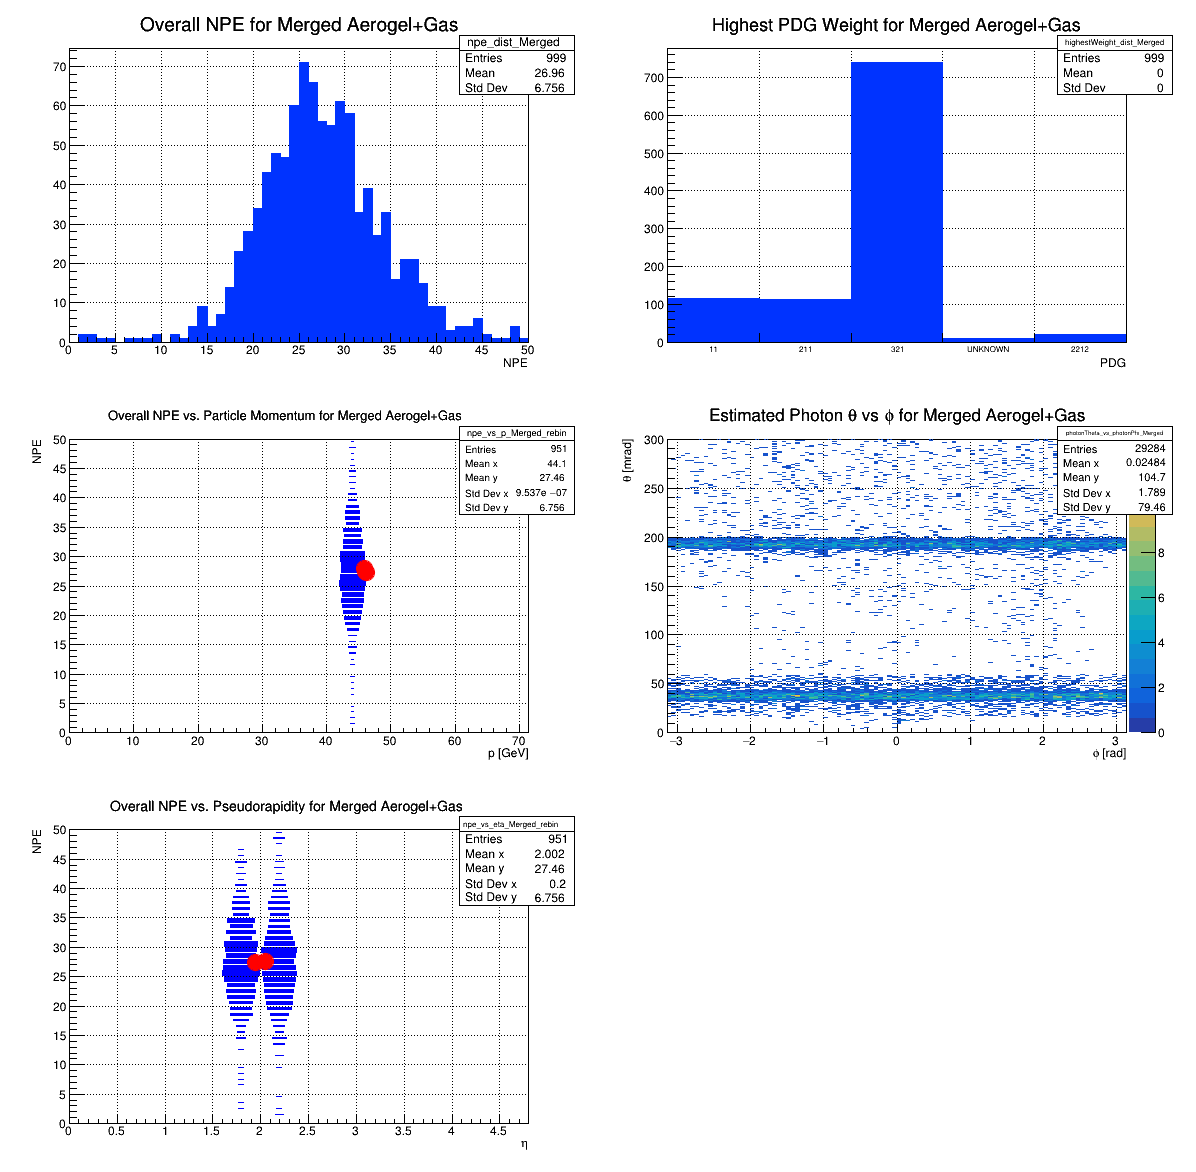 Overall NPE for Merged Aerogel+Gas
npe_dist_Merged
Entries 999
Mean 26.96
Std Dev 6.756
70
60
50
40
30
20
10
0
0 5 10 15 20 25 30 35 40 45 50
NPE
Highest PDG Weight for Merged Aerogel+Gas
highestWeight_dist_Merged
Entries 999
Mean 0
Std Dev 0
700
600
500
400
300
200
100
0
11 211 321 UNKNOWN 2212
PDG
Overall NPE vs. Particle Momentum for Merged Aerogel+Gas
npe_vs_p_Merged_rebin
Entries 951
Mean x 44.1
Mean y 27.46
Std Dev x 9.537e −07
Std Dev y 6.756
NPE
50
45
40
35
30
25
20
15
10
5
0
0 10 20 30 40 50 60 70
p [GeV]
Estimated Photon θ vs ϕ for Merged Aerogel+Gas
photonTheta_vs_photonPhi_Merged
Entries 29284
Mean x 0.02484
Mean y 104.7
Std Dev x 1.789
Std Dev y 79.46
θ [mrad]
300
250
200
150
100
50
0
−3 −2 −1 0 1 2 3
ϕ [rad]
8
6
4
2
0
Overall NPE vs. Pseudorapidity for Merged Aerogel+Gas
npe_vs_eta_Merged_rebin
Entries 951
Mean x 2.002
Mean y 27.46
Std Dev x 0.2
Std Dev y 6.756
NPE
50
45
40
35
30
25
20
15
10
5
0
0 0.5 1 1.5 2 2.5 3 3.5 4 4.5
η